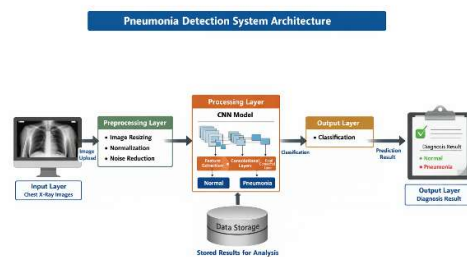 Pneumonia Detection System Architecture
Input Layer
Chest X-Ray Images
Image
Upload
Preprocessing Layer
• Image Resizing
• Normalization
• Noise Reduction
Processing Layer
CNN Model
Feature
Extraction
Convolutional
Layers
Normal
Pneumonia
Data Storage
Stored Results for Analysis
Classification
Output Layer
• Classification
Prediction
Result
Diagnosis Result
• Normal
• Pneumonia
Output Layer
Diagnosis Result